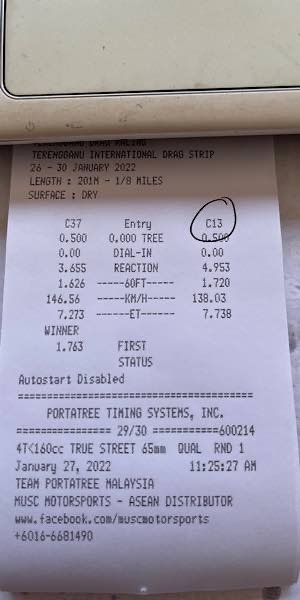 TERENGGANU DRAG RACING
TERENGGANU INTERNATIONAL DRAG STRIP
26 - 30 JANUARY 2022
LENGTH : 201M - 1/8 MILES
SURFACE : DRY
C37 Entry C13
0.500 0.000 TREE 0.500
0.00 DIAL-IN 0.00
3.655 REACTION 4.953
1.626 -----60FT----- 1.720
146.56 -----KM/H----- 138.03
7.273 ------ET------ 7.738
WINNER
1.763 FIRST
STATUS
Autostart Disabled
========================================
PORTATREE TIMING SYSTEMS, INC.
================ 29/30 ===========600214
4T<160cc TRUE STREET 65mm QUAL RND 1
January 27, 2022 11:25:27 AM
TEAM PORTATREE MALAYSIA
MUSC MOTORSPORTS - ASEAN DISTRIBUTOR
www.facebook.com/muscmotorsports
+6016-6681490